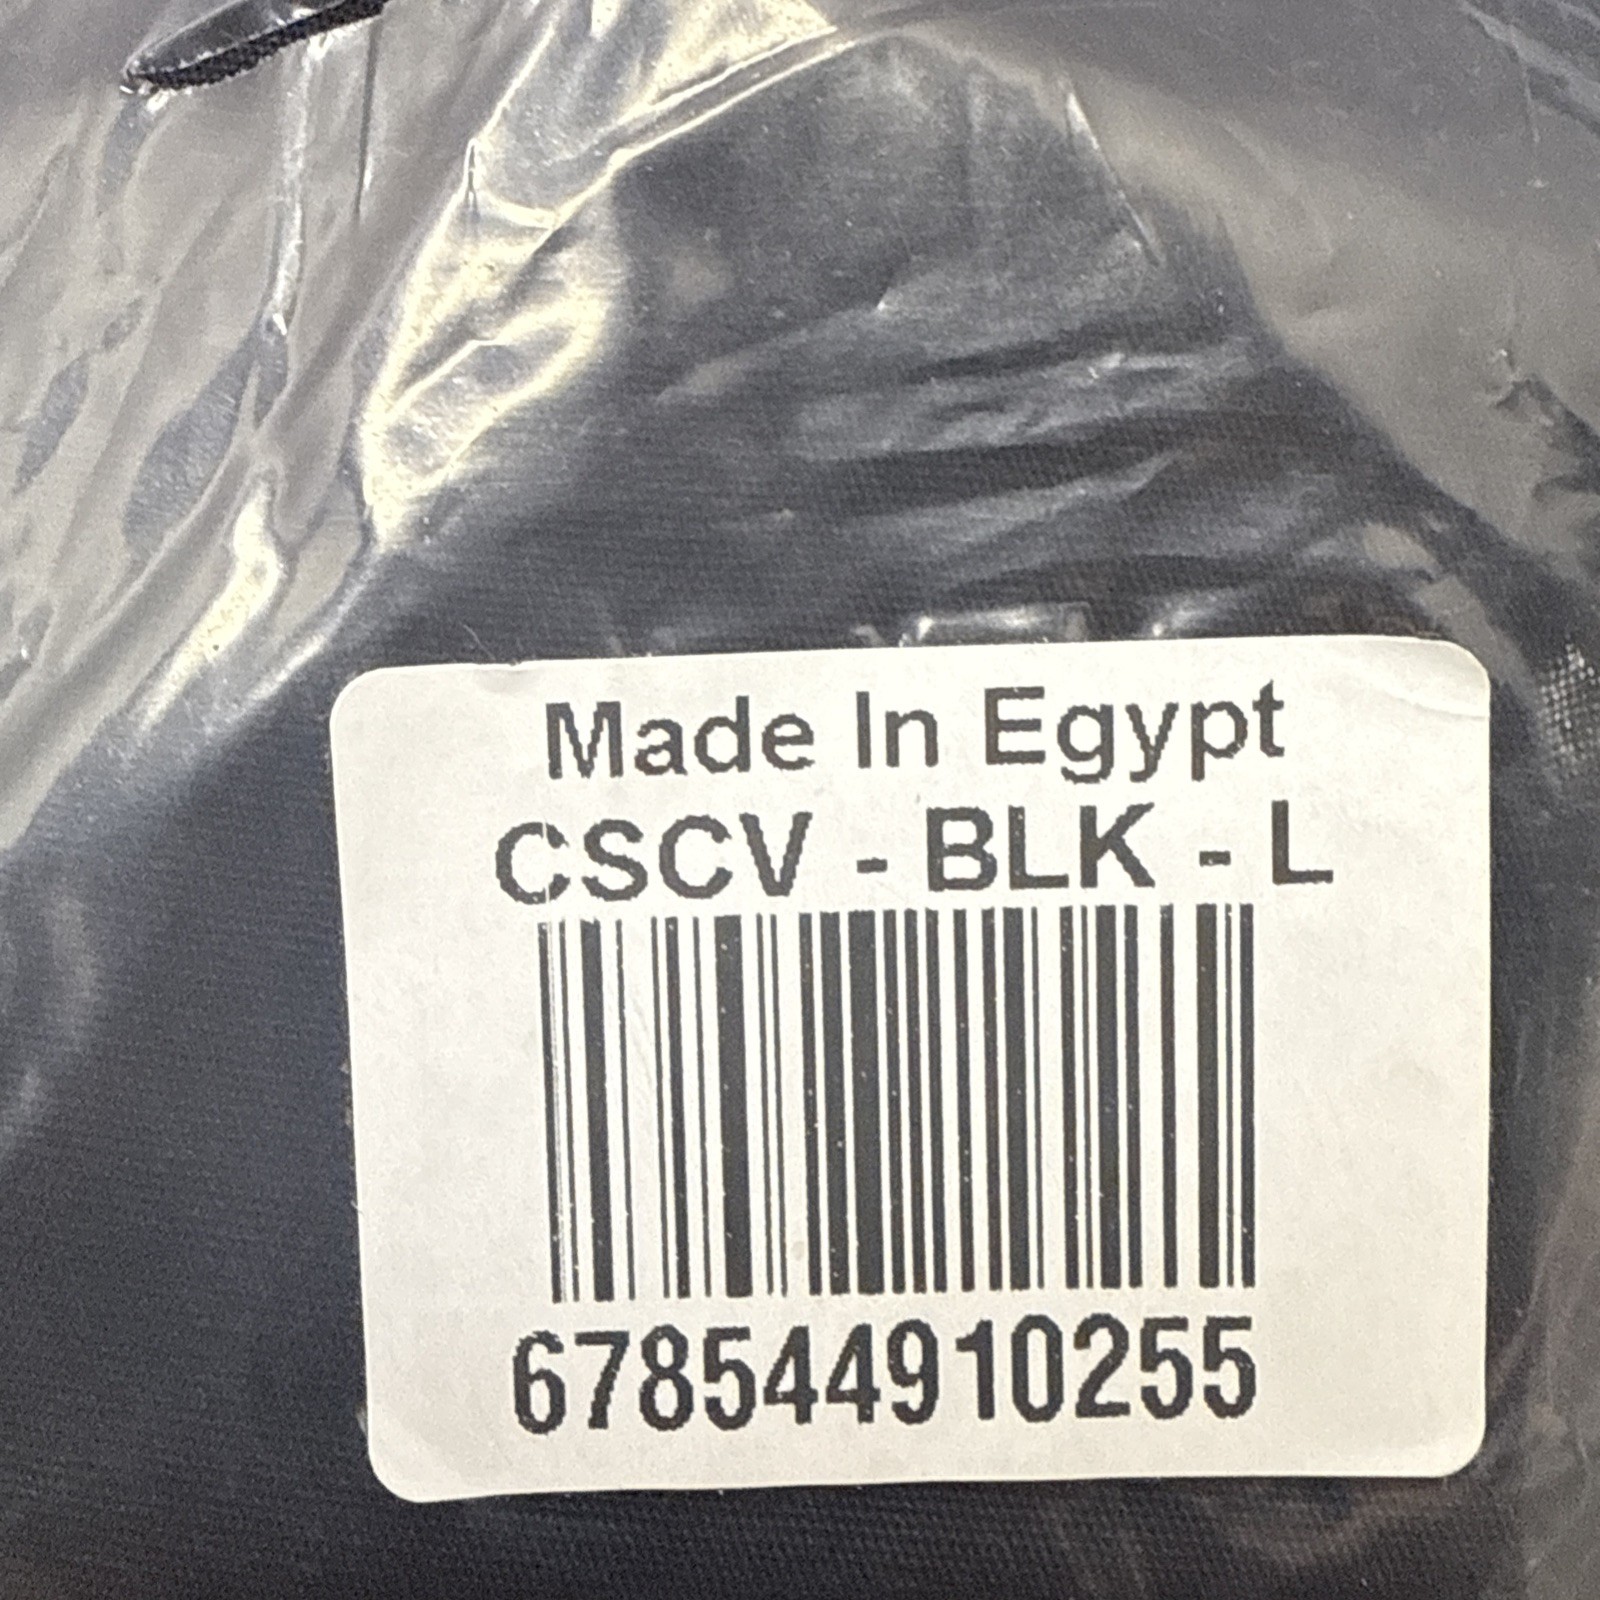 Made In Egypt
CSCV - BLK - L
678544910255